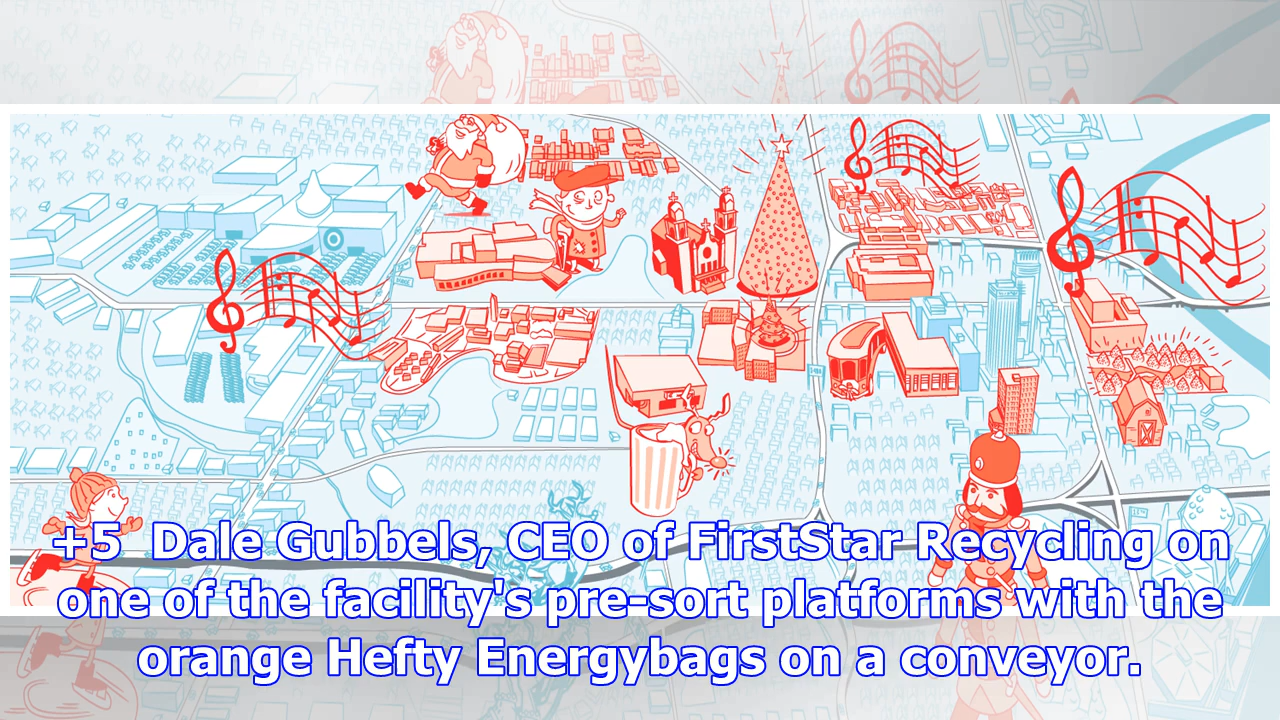 +5 Dale Gubbels, CEO of FirstStar Recycling on
one of the facility's pre-sort platforms with the
orange Hefty Energybags on a conveyor.